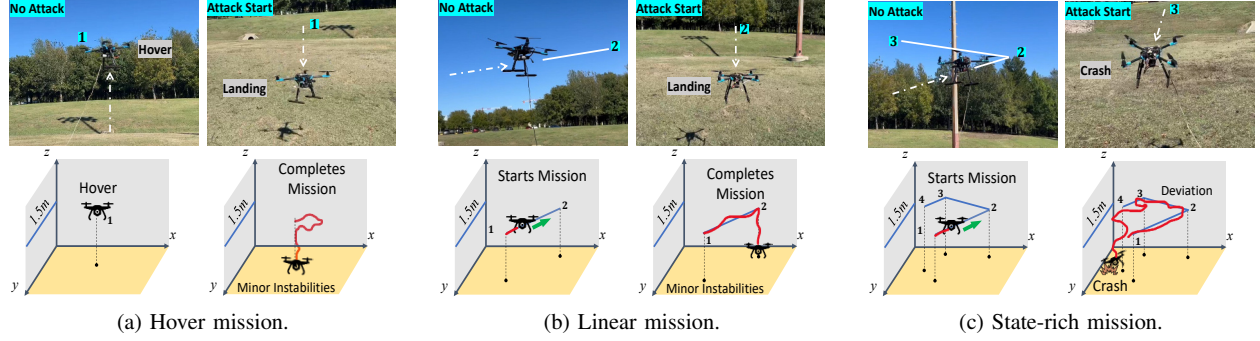 No Attack
1
Hover
Attack Start
1
Landing
No Attack
2
Attack Start
2
Landing
No Attack
3
2
Attack Start
3
Crash
z
Hover
1.5m
1
x
y
z
Completes
Mission
1.5m
x
Minor Instabilities
y
z
Starts Mission
1.5m
2
1
x
y
z
Completes
Mission
1.5m
2
1
x
Minor Instabilities
y
z
Starts Mission
1.5m
3
4
2
1
x
y
z
Deviation
1.5m
3
4
2
1
x
Crash
y
(a) Hover mission.
(b) Linear mission.
(c) State-rich mission.